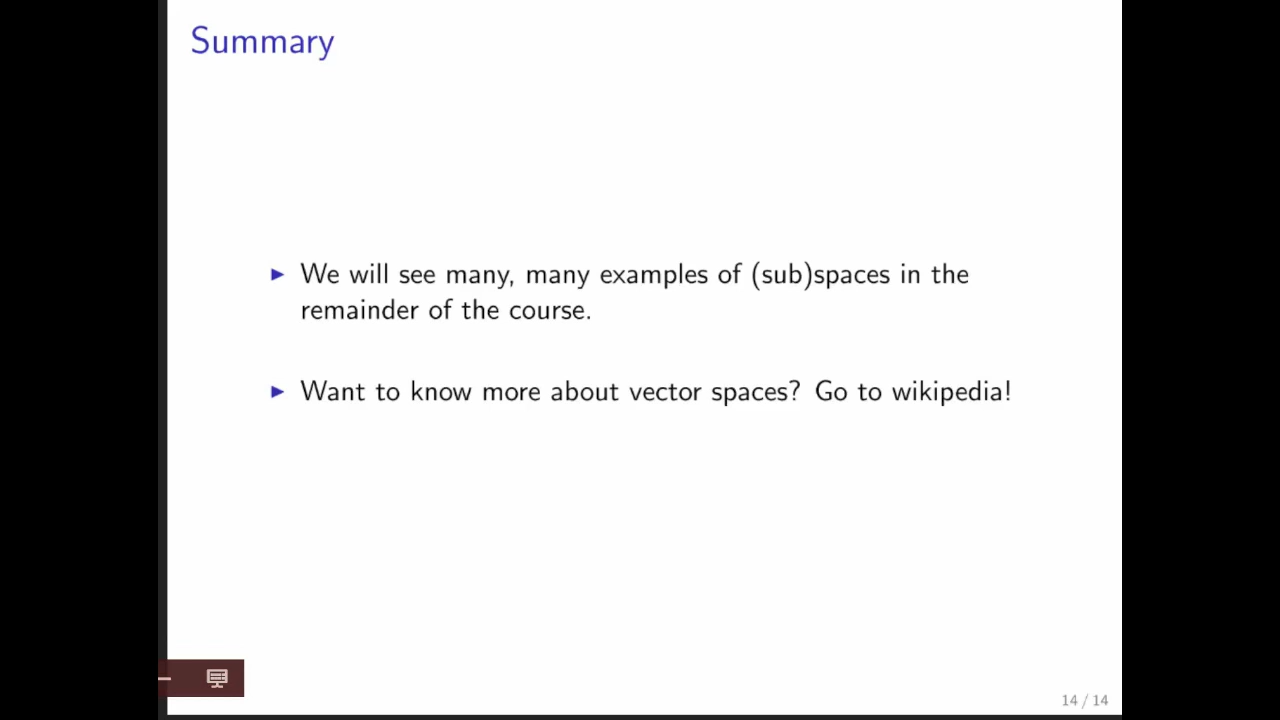 Summary
▶ We will see many, many examples of (sub)spaces in the
remainder of the course.
▶ Want to know more about vector spaces? Go to wikipedia!
14 / 14